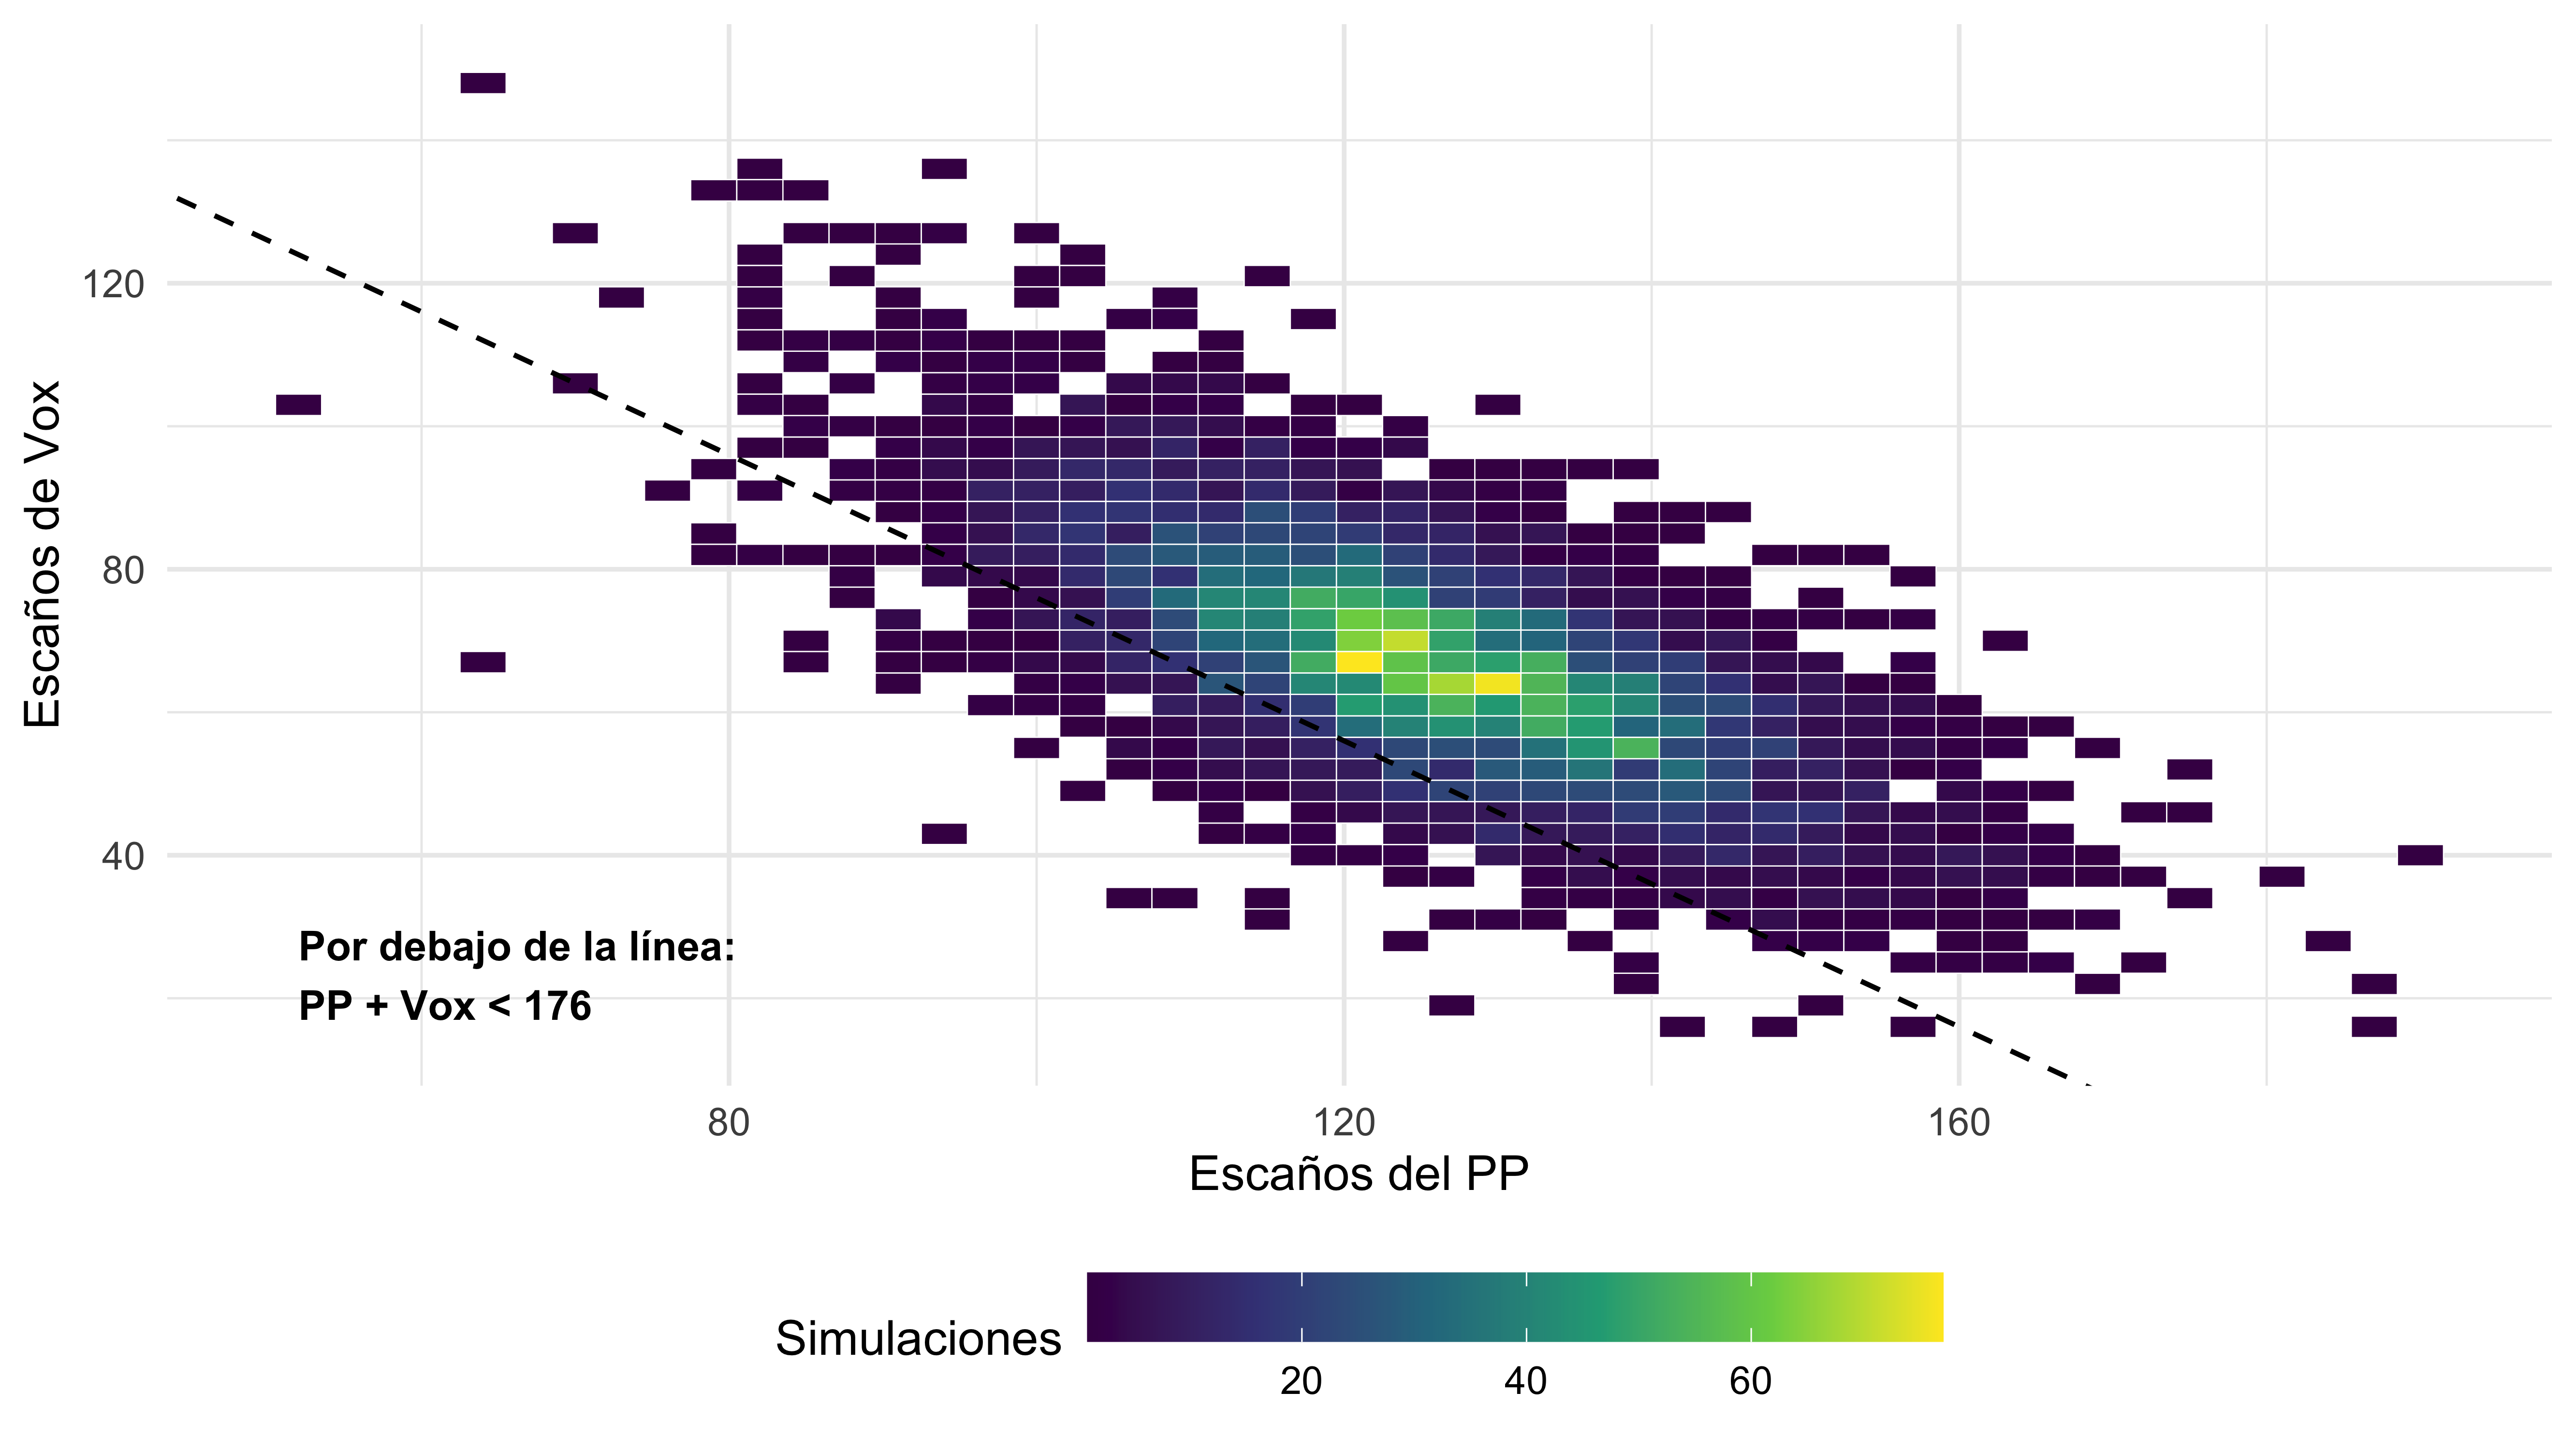 120
80
40
Escaños de Vox
Por debajo de la línea:
PP + Vox < 176
80
120
160
Escaños del PP
Simulaciones
20
40
60